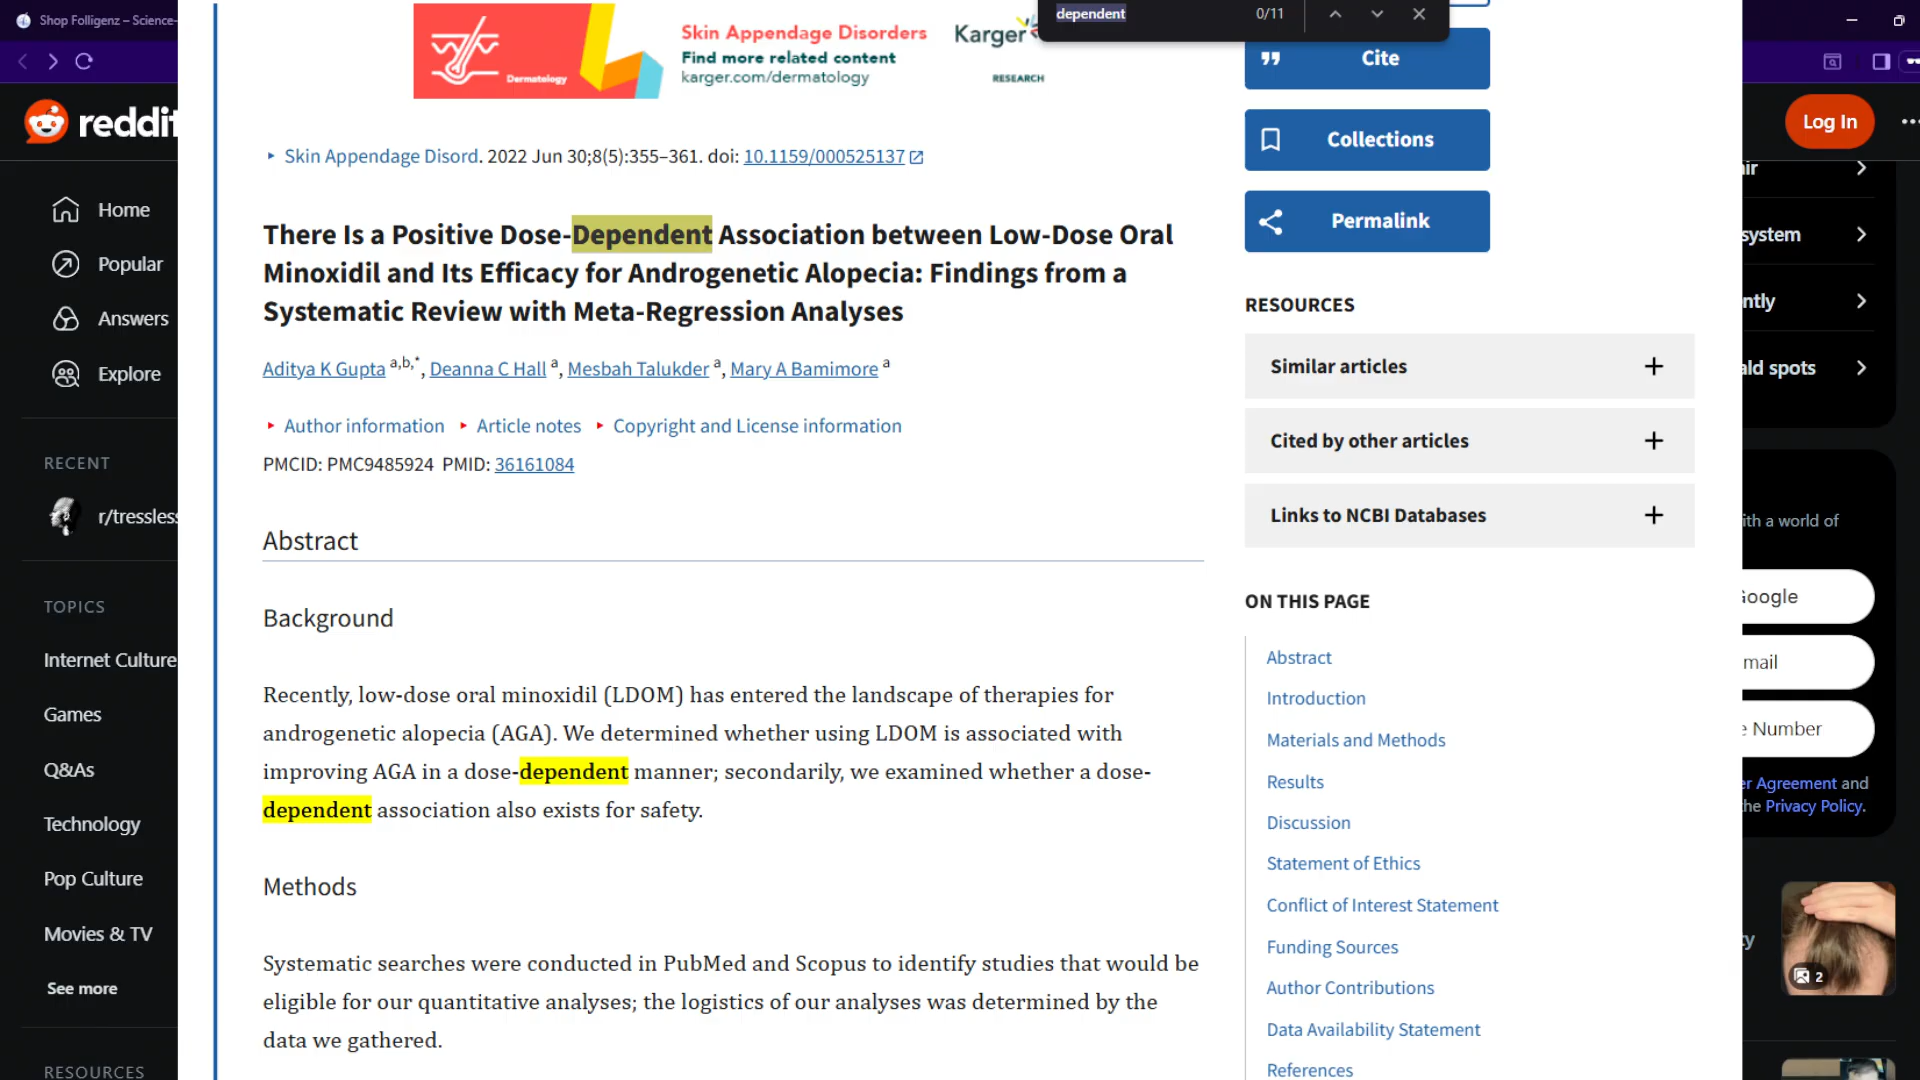 Shop Folligenz – Science-
dependent
0/11
reddit
Log In
Home
Popular
Answers
Explore
RECENT
r/tressless
TOPICS
Internet Culture
Games
Q&As
Technology
Pop Culture
Movies & TV
See more
RESOURCES
Dermatology
Skin Appendage Disorders
Find more related content
karger.com/dermatology
Karger
RESEARCH
Skin Appendage Disord. 2022 Jun 30;8(5):355–361. doi: 10.1159/000525137
There Is a Positive Dose-Dependent Association between Low-Dose Oral
Minoxidil and Its Efficacy for Androgenetic Alopecia: Findings from a
Systematic Review with Meta-Regression Analyses
Aditya K Gupta a,b,*, Deanna C Hall a, Mesbah Talukder a, Mary A Bamimore a
Author information Article notes Copyright and License information
PMCID: PMC9485924 PMID: 36161084
Abstract
Background
Recently, low-dose oral minoxidil (LDOM) has entered the landscape of therapies for
androgenetic alopecia (AGA). We determined whether using LDOM is associated with
improving AGA in a dose-dependent manner; secondarily, we examined whether a dose-
dependent association also exists for safety.
Methods
Systematic searches were conducted in PubMed and Scopus to identify studies that would be
eligible for our quantitative analyses; the logistics of our analyses was determined by the
data we gathered.
Cite
Collections
Permalink
RESOURCES
Similar articles
Cited by other articles
Links to NCBI Databases
ON THIS PAGE
Abstract
Introduction
Materials and Methods
Results
Discussion
Statement of Ethics
Conflict of Interest Statement
Funding Sources
Author Contributions
Data Availability Statement
References
system
ald spots
ith a world of
Google
mail
e Number
er Agreement and
the Privacy Policy.
2